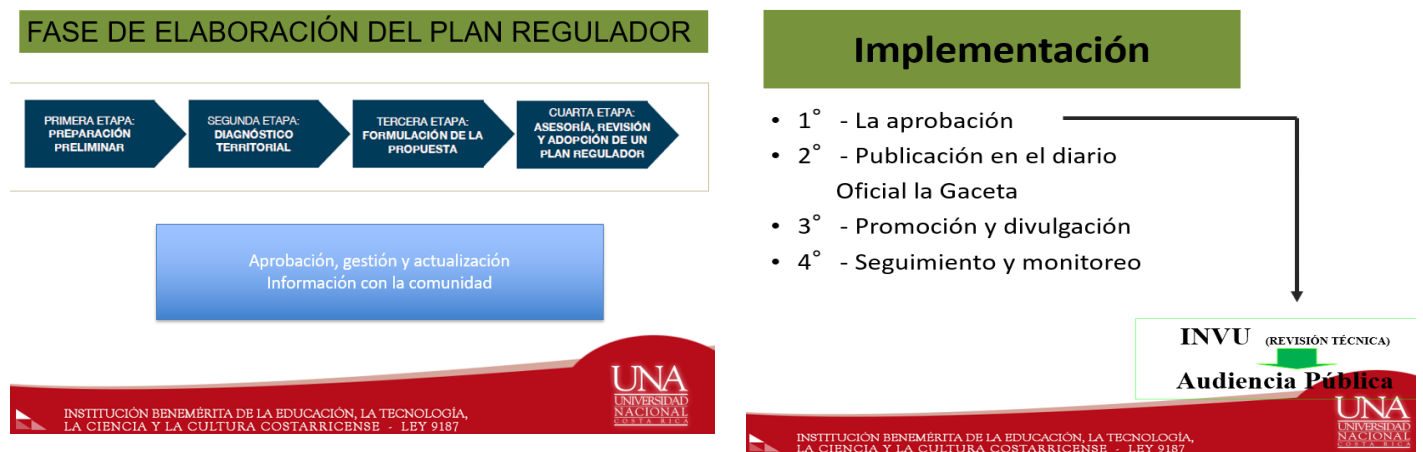 FASE DE ELABORACIÓN DEL PLAN REGULADOR
PRIMERA ETAPA:
PREPARACIÓN
PRELIMINAR
SEGUNDA ETAPA:
DIAGNÓSTICO
TERRITORIAL
TERCERA ETAPA:
FORMULACIÓN DE LA
PROPUESTA
CUARTA ETAPA:
ASESORÍA, REVISIÓN
Y ADOPCIÓN DE UN
PLAN REGULADOR
Aprobación, gestión y actualización
Información con la comunidad
UNA
UNIVERSIDAD
NACIONAL
COSTA RICA
INSTITUCIÓN BENEMÉRITA DE LA EDUCACIÓN, LA TECNOLOGÍA,
LA CIENCIA Y LA CULTURA COSTARRICENSE - LEY 9187
Implementación
• 1° - La aprobación
• 2° - Publicación en el diario
Oficial la Gaceta
• 3° - Promoción y divulgación
• 4° - Seguimiento y monitoreo
INVU (REVISIÓN TÉCNICA)
Audiencia Pública
UNA
UNIVERSIDAD
NACIONAL
COSTA RICA
INSTITUCIÓN BENEMÉRITA DE LA EDUCACIÓN, LA TECNOLOGÍA,
LA CIENCIA Y LA CULTURA COSTARRICENSE - LEY 9187